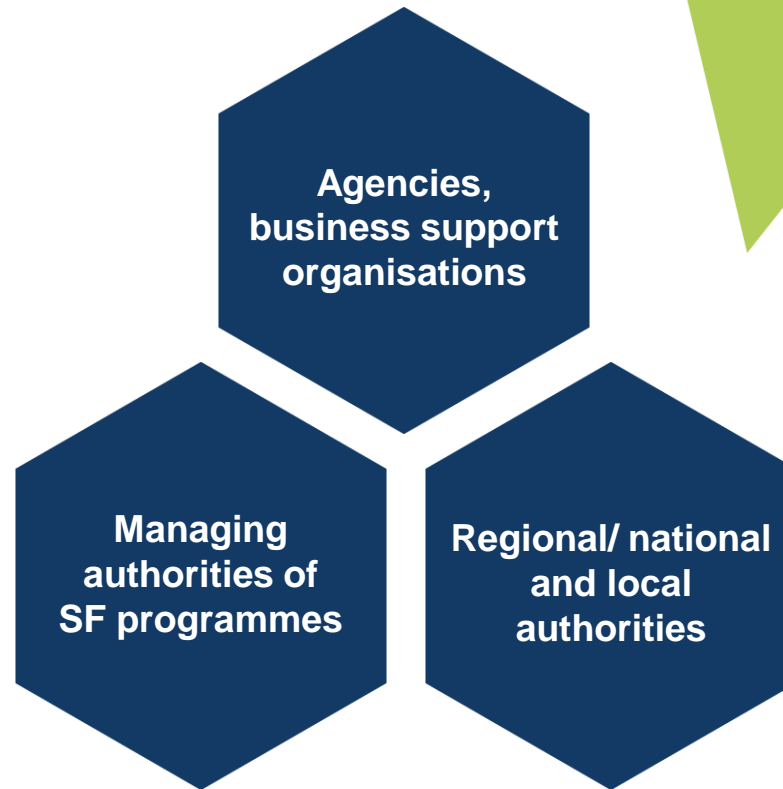 Agencies,
business support
organisations
Managing
authorities of
SF programmes
Regional/ national
and local
authorities